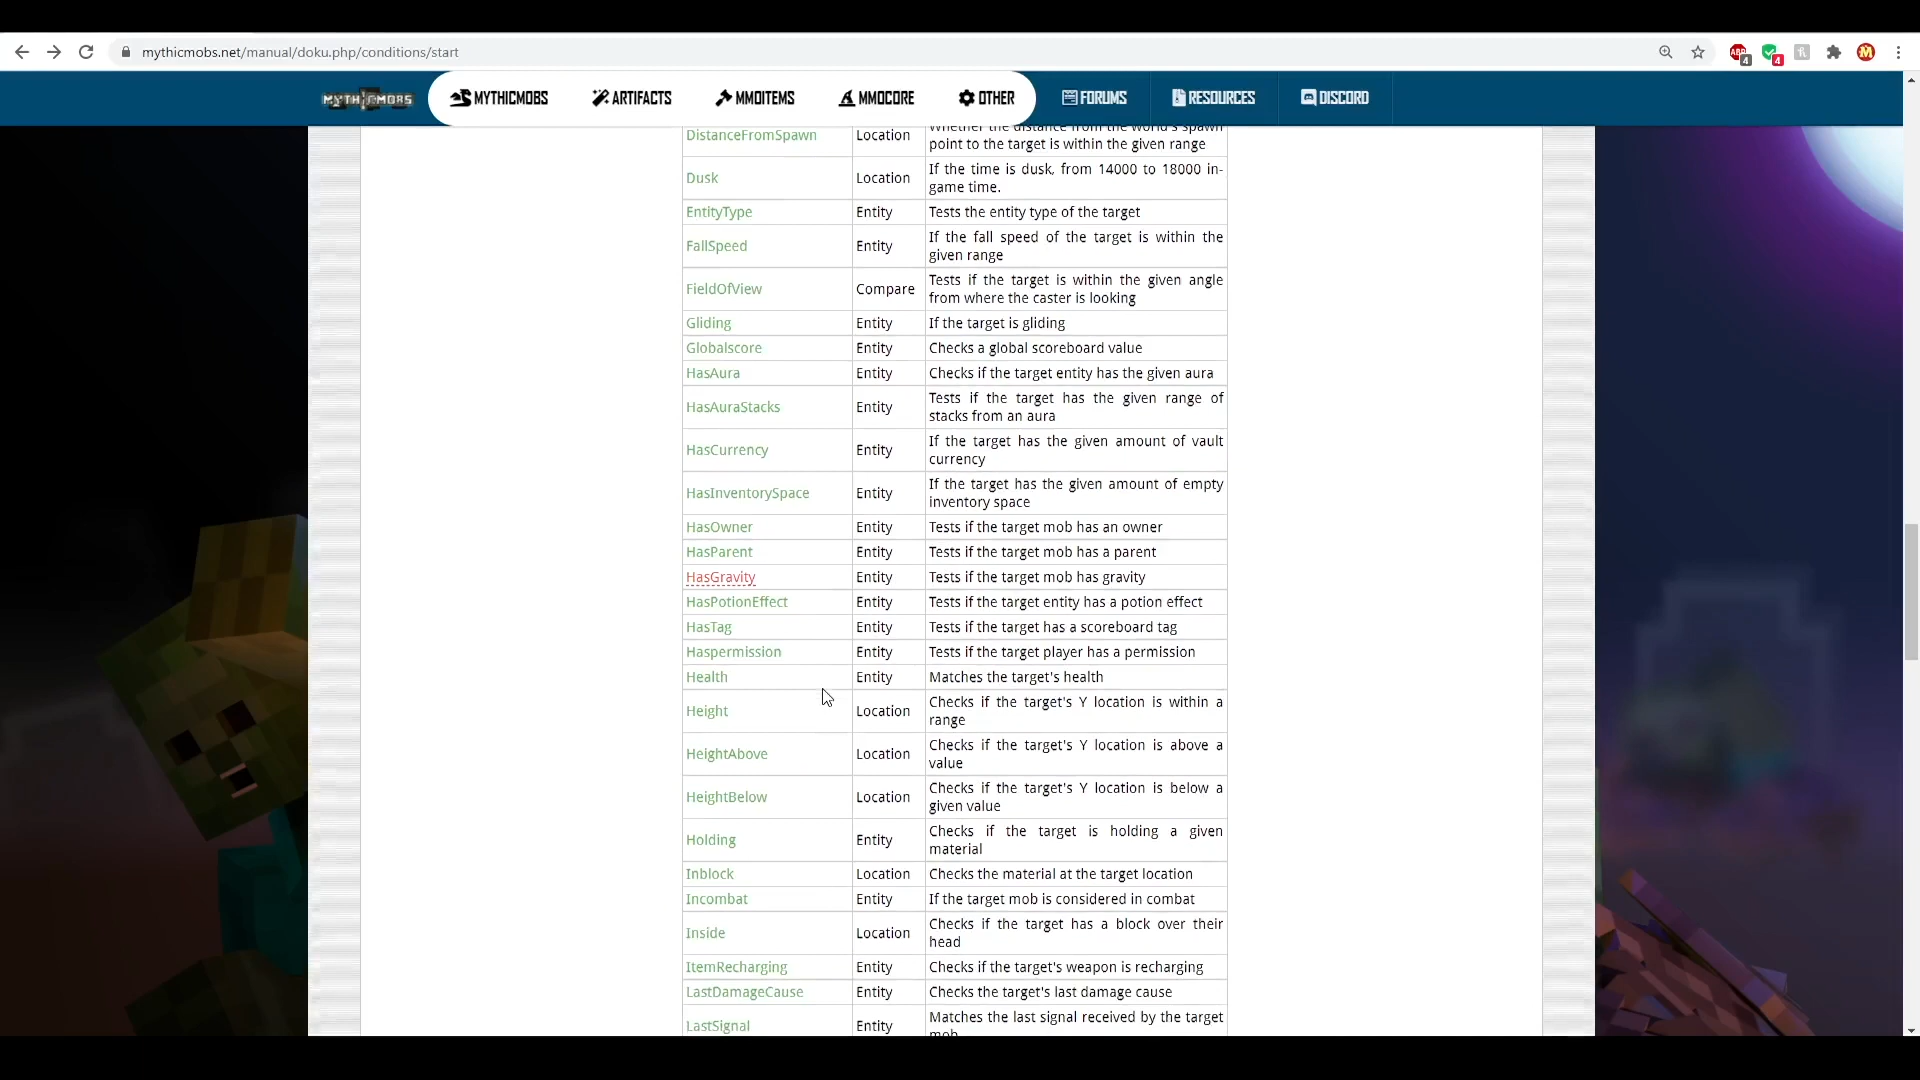 mythicmobs.net/manual/doku.php/conditions/start
ABP 4 4
M
MYTHICMOBS MYTHICMOBS ARTIFACTS MMOITEMS MMOCORE OTHER FORUMS RESOURCES DISCORD
DistanceFromSpawn Location Whether the distance from the world's spawn
point to the target is within the given range
Dusk Location If the time is dusk, from 14000 to 18000 in-
game time.
EntityType Entity Tests the entity type of the target
FallSpeed Entity If the fall speed of the target is within the
given range
FieldOfView Compare Tests if the target is within the given angle
from where the caster is looking
Gliding Entity If the target is gliding
Globalscore Entity Checks a global scoreboard value
HasAura Entity Checks if the target entity has the given aura
HasAuraStacks Entity Tests if the target has the given range of
stacks from an aura
HasCurrency Entity If the target has the given amount of vault
currency
HasInventorySpace Entity If the target has the given amount of empty
inventory space
HasOwner Entity Tests if the target mob has an owner
HasParent Entity Tests if the target mob has a parent
HasGravity Entity Tests if the target mob has gravity
HasPotionEffect Entity Tests if the target entity has a potion effect
HasTag Entity Tests if the target has a scoreboard tag
Haspermission Entity Tests if the target player has a permission
Health Entity Matches the target's health
Height Location Checks if the target's Y location is within a
range
HeightAbove Location Checks if the target's Y location is above a
value
HeightBelow Location Checks if the target's Y location is below a
given value
Holding Entity Checks if the target is holding a given
material
Inblock Location Checks the material at the target location
Incombat Entity If the target mob is considered in combat
Inside Location Checks if the target has a block over their
head
ItemRecharging Entity Checks if the target's weapon is recharging
LastDamageCause Entity Checks the target's last damage cause
LastSignal Entity Matches the last signal received by the target
mob